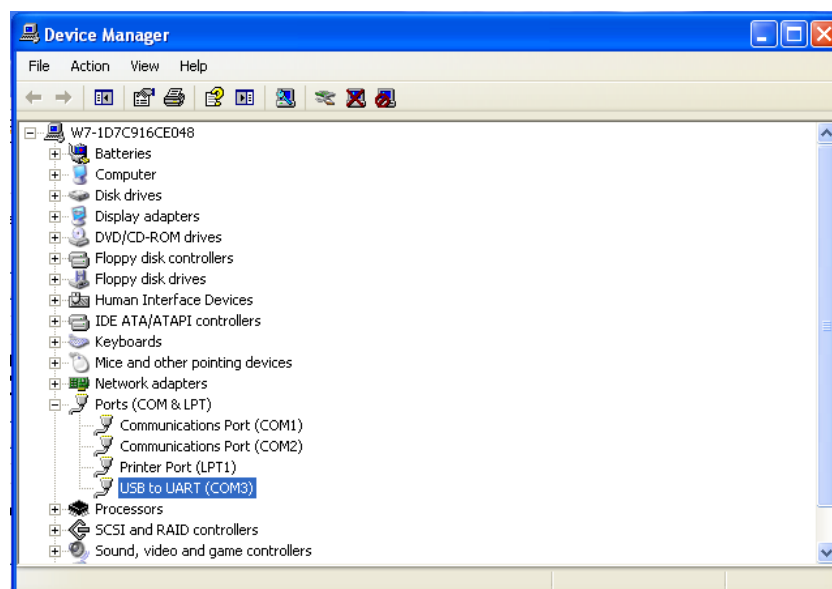 Device Manager
File Action View Help
W7-1D7C916CE048
Batteries
Computer
Disk drives
Display adapters
DVD/CD-ROM drives
Floppy disk controllers
Floppy disk drives
Human Interface Devices
IDE ATA/ATAPI controllers
Keyboards
Mice and other pointing devices
Network adapters
Ports (COM & LPT)
Communications Port (COM1)
Communications Port (COM2)
Printer Port (LPT1)
USB to UART (COM3)
Processors
SCSI and RAID controllers
Sound, video and game controllers